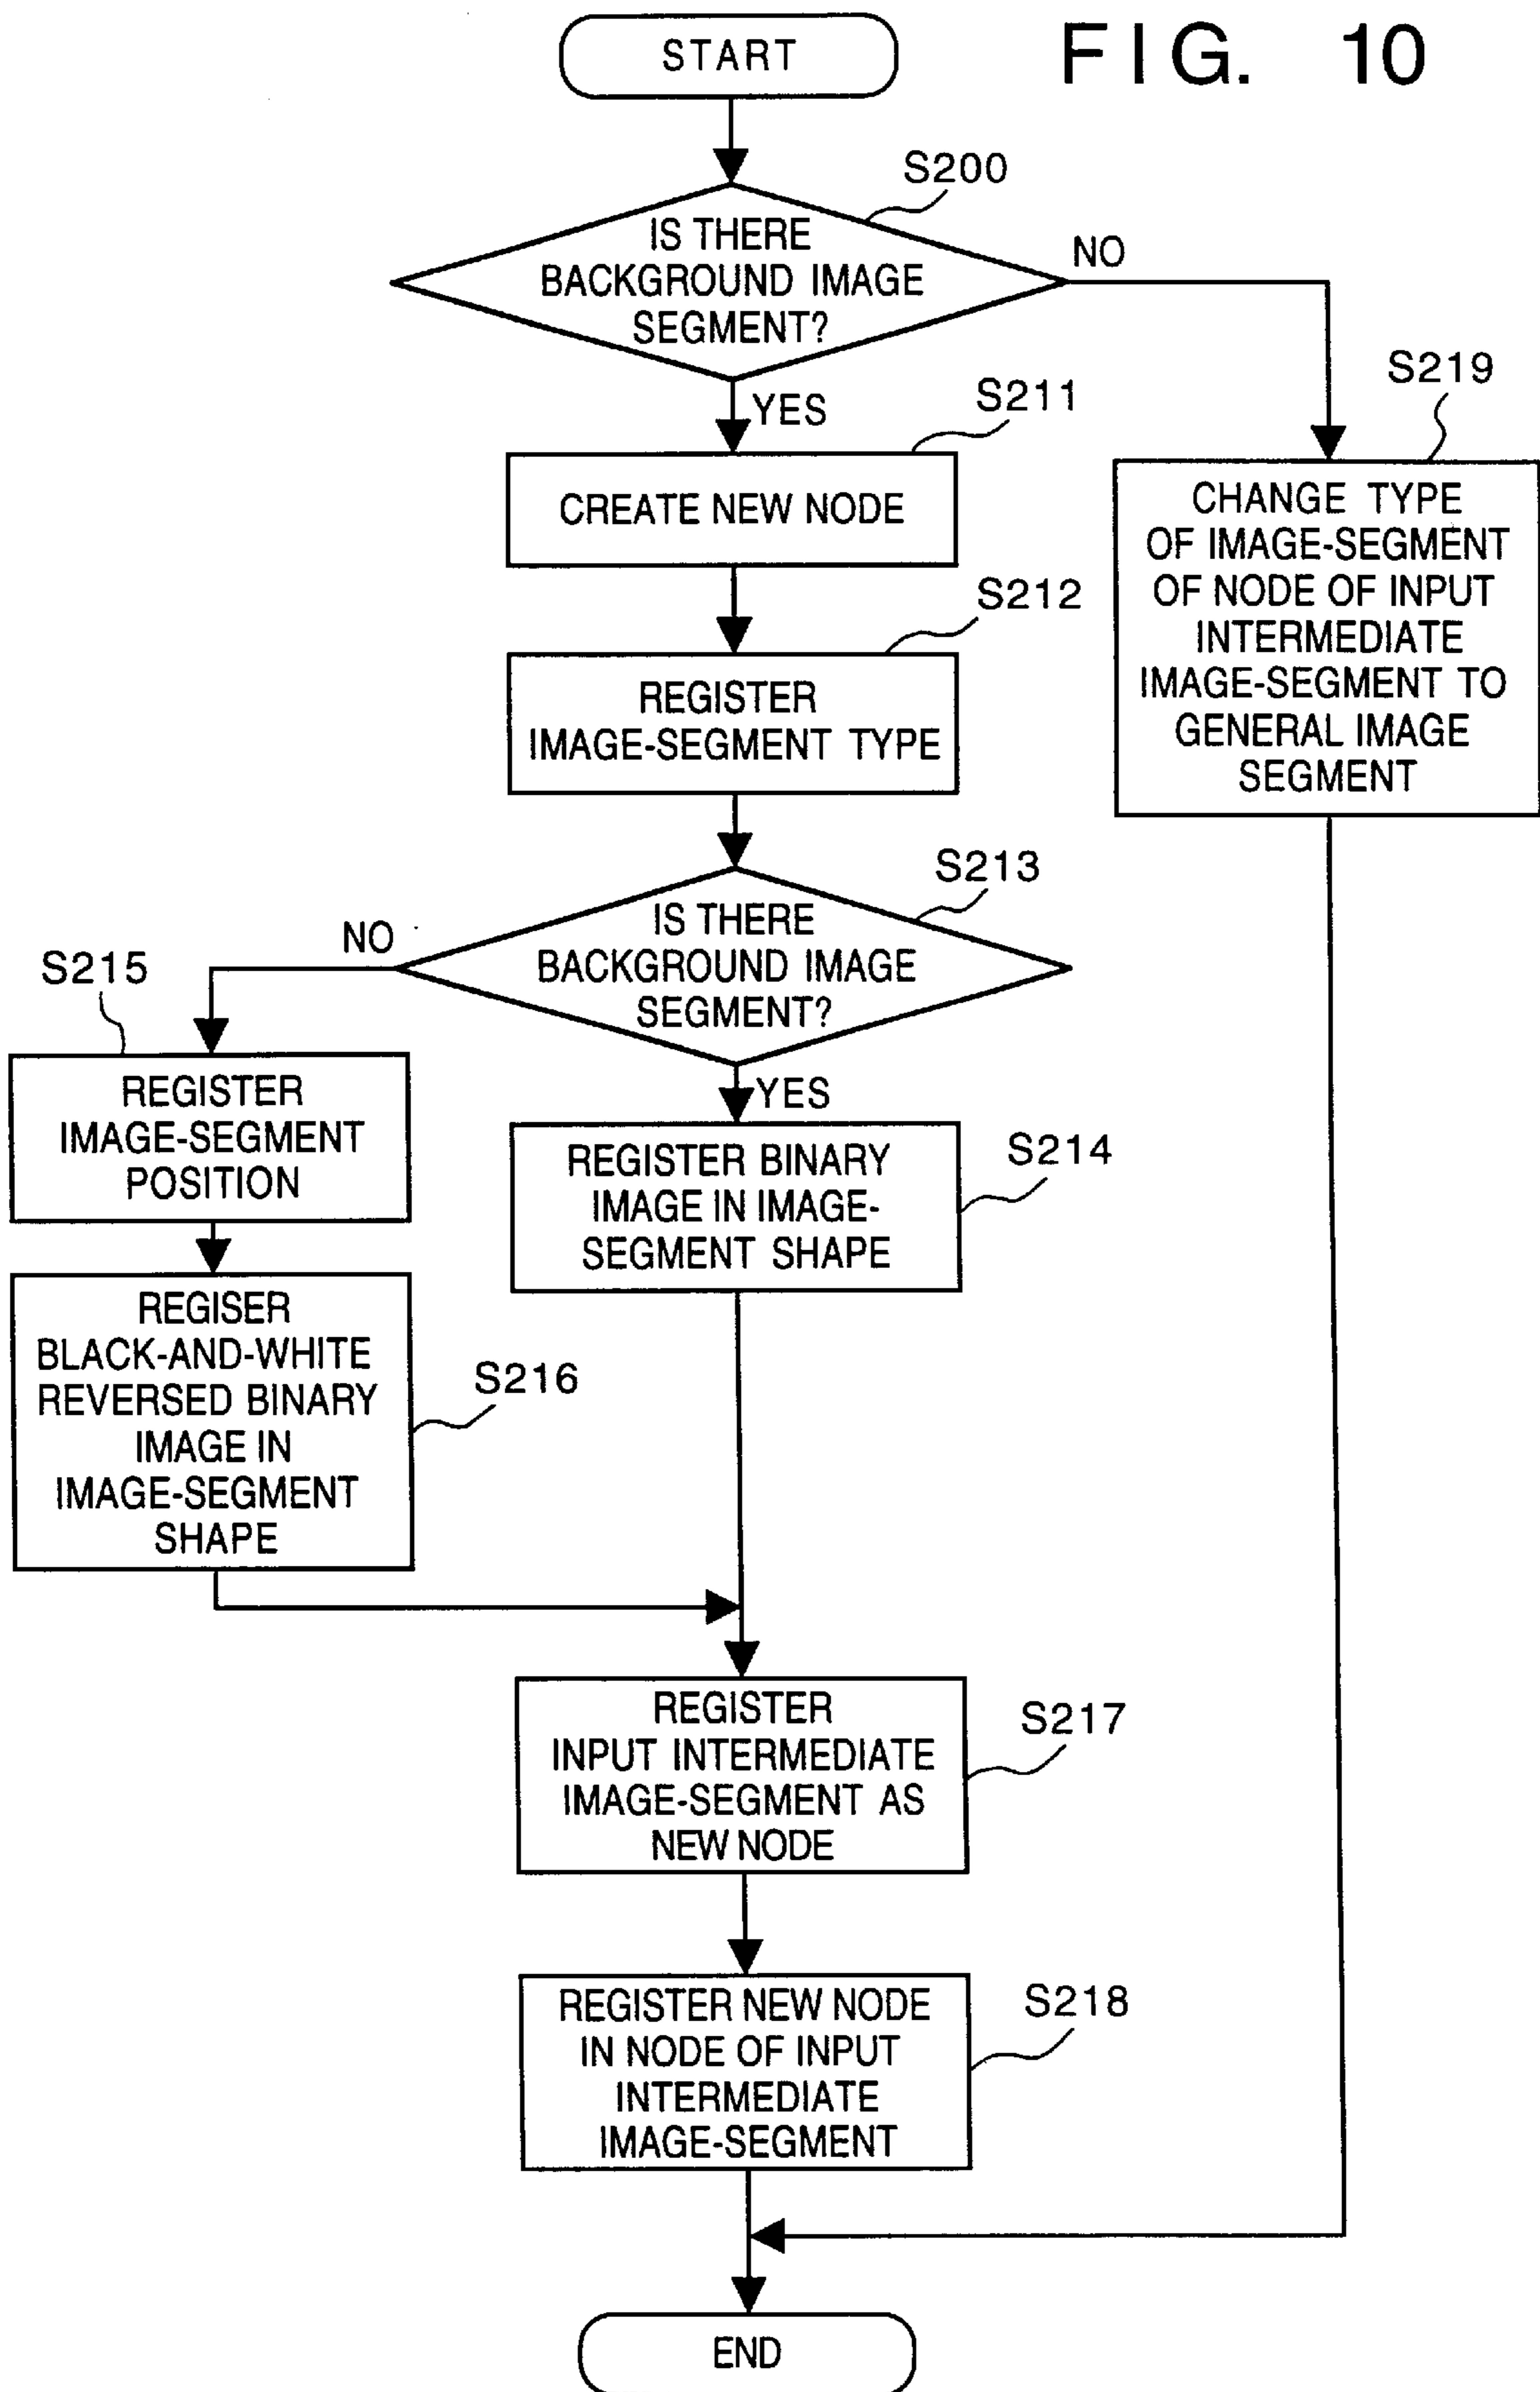 START
FIG. 10
S200
IS THERE
BACKGROUND IMAGE
SEGMENT?
NO
YES
S211
CREATE NEW NODE
S219
CHANGE TYPE
OF IMAGE-SEGMENT
OF NODE OF INPUT
INTERMEDIATE
IMAGE-SEGMENT TO
GENERAL IMAGE
SEGMENT
S212
REGISTER
IMAGE-SEGMENT TYPE
S213
IS THERE
BACKGROUND IMAGE
SEGMENT?
NO
YES
S215
REGISTER
IMAGE-SEGMENT
POSITION
S214
REGISTER BINARY
IMAGE IN IMAGE-
SEGMENT SHAPE
REGISER
BLACK-AND-WHITE
REVERSED BINARY
IMAGE IN
IMAGE-SEGMENT
SHAPE
S216
REGISTER
INPUT INTERMEDIATE
IMAGE-SEGMENT AS
NEW NODE
S217
REGISTER NEW NODE
IN NODE OF INPUT
INTERMEDIATE
IMAGE-SEGMENT
S218
END